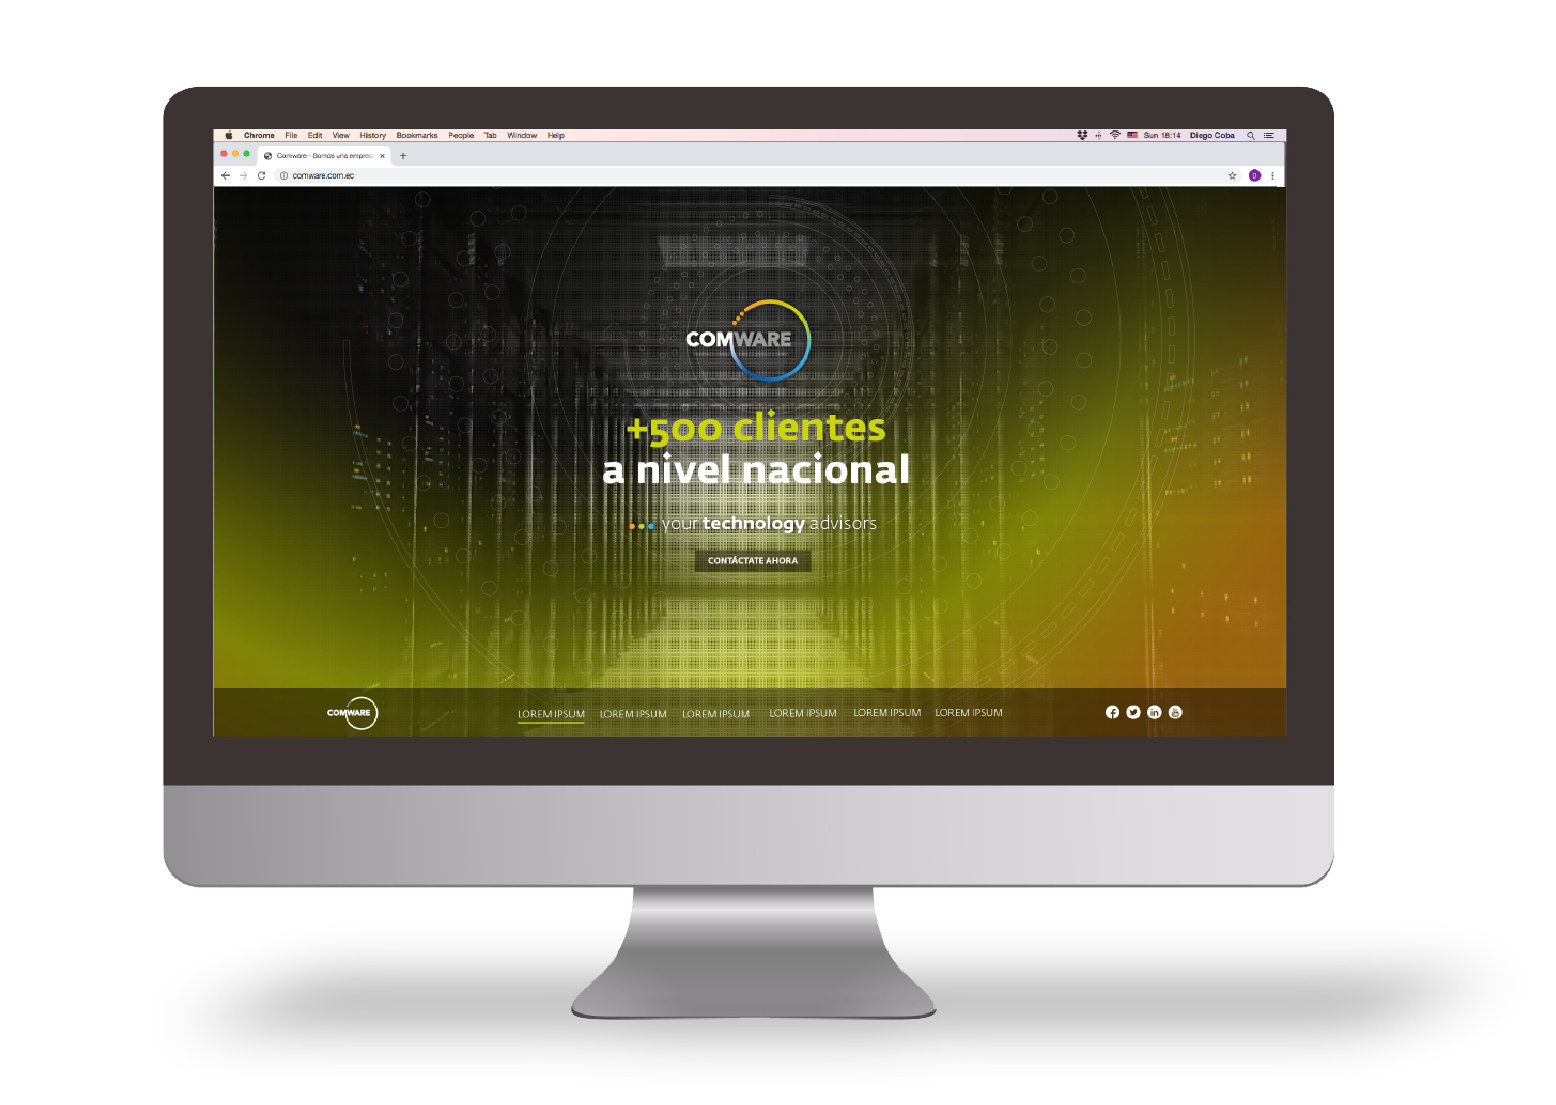 Chrome File Edit View History Bookmarks People Tab Window Help Sun 18:14 Diego Coba
Comware - Somos una empres
comware.com.ec
D
COMWARE
+500 clientes
a nivel nacional
your technology advisors
CONTÁCTATE AHORA
COMWARE LOREM IPSUM LOREM IPSUM LOREM IPSUM LOREM IPSUM LOREM IPSUM LOREM IPSUM